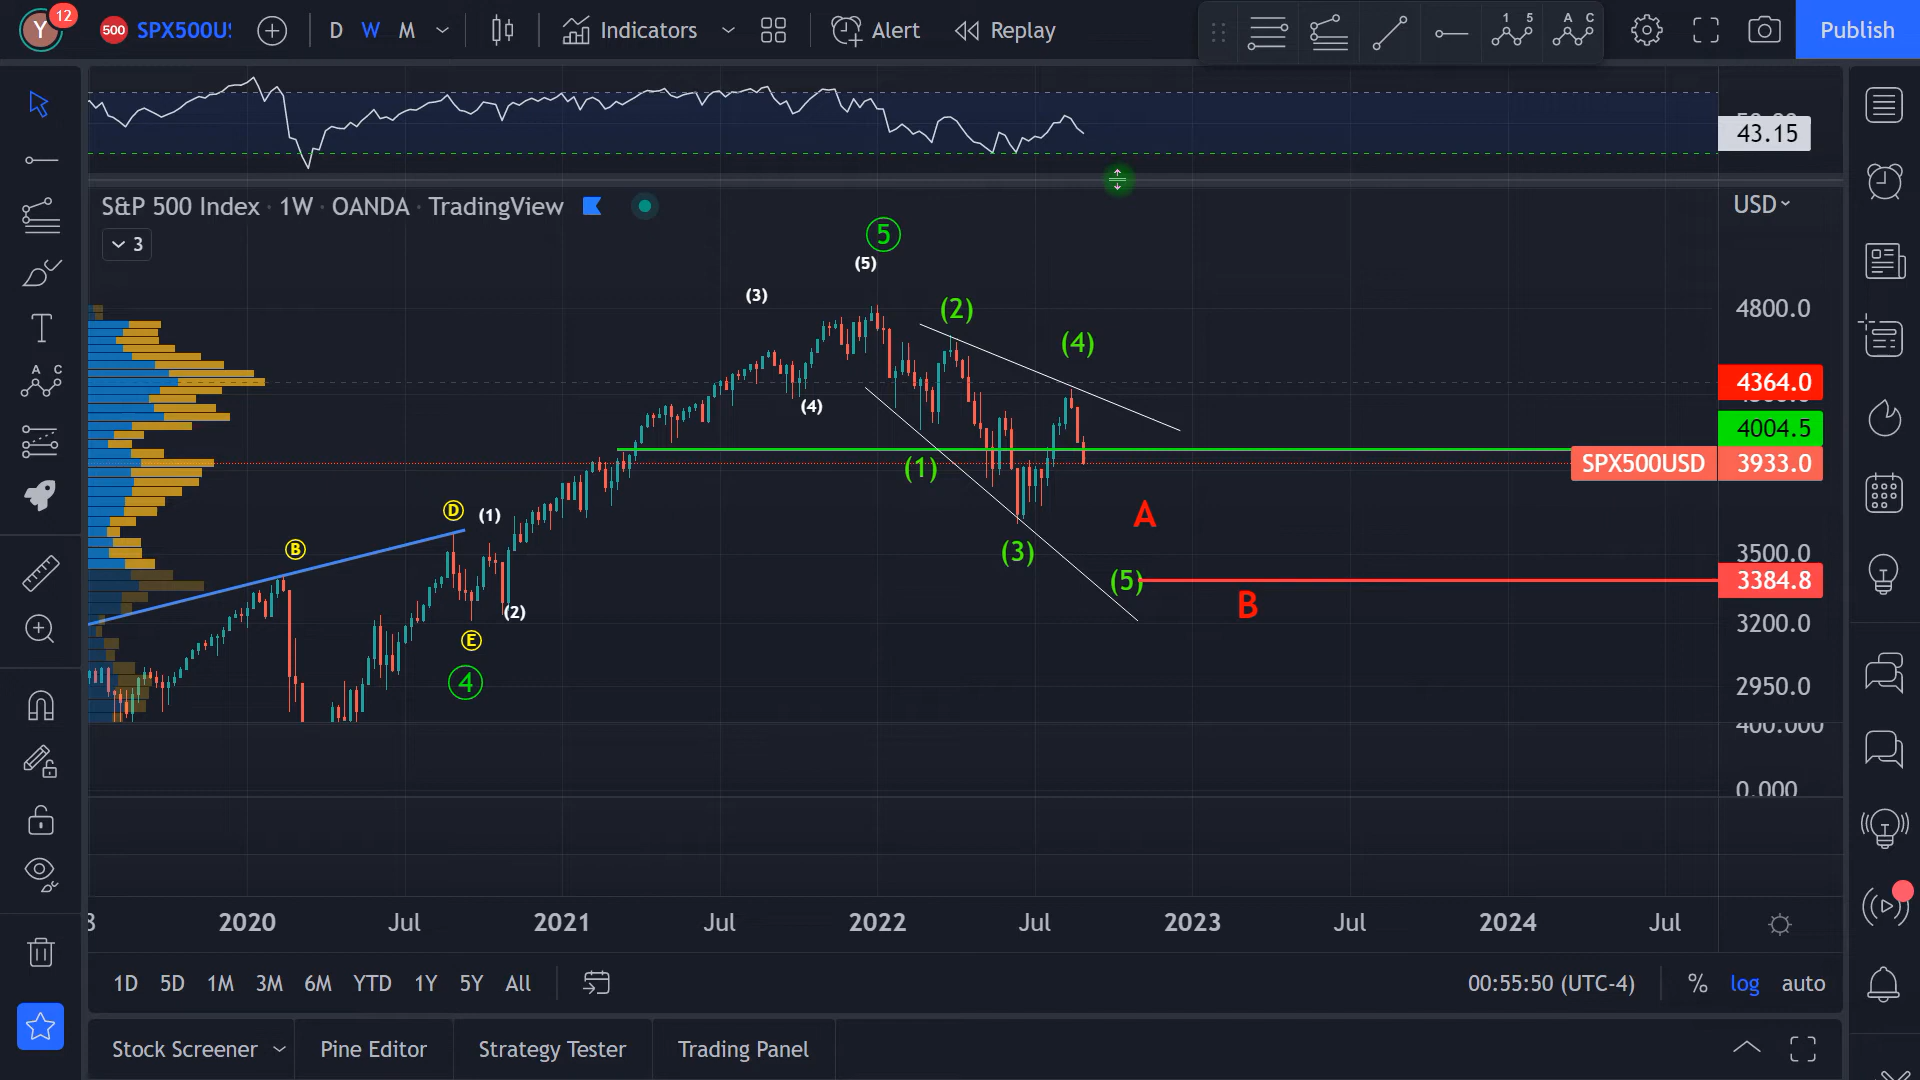 Y 12 500 SPX500U D W M Indicators Alert Replay 1 5 A C Publish
43.15
S&P 500 Index · 1W · OANDA · TradingView USD
3
5
(5)
(3)
(2) 4800.0
(4)
4364.0
(4)
4004.5
(1) SPX500USD 3933.0
D (1) A
B (3) 3500.0
(5) 3384.8
(2) B 3200.0
E
4 2950.0
400.000
0.000
2020 Jul 2021 Jul 2022 Jul 2023 Jul 2024 Jul
1D 5D 1M 3M 6M YTD 1Y 5Y All 00:55:50 (UTC-4) % log auto
Stock Screener Pine Editor Strategy Tester Trading Panel